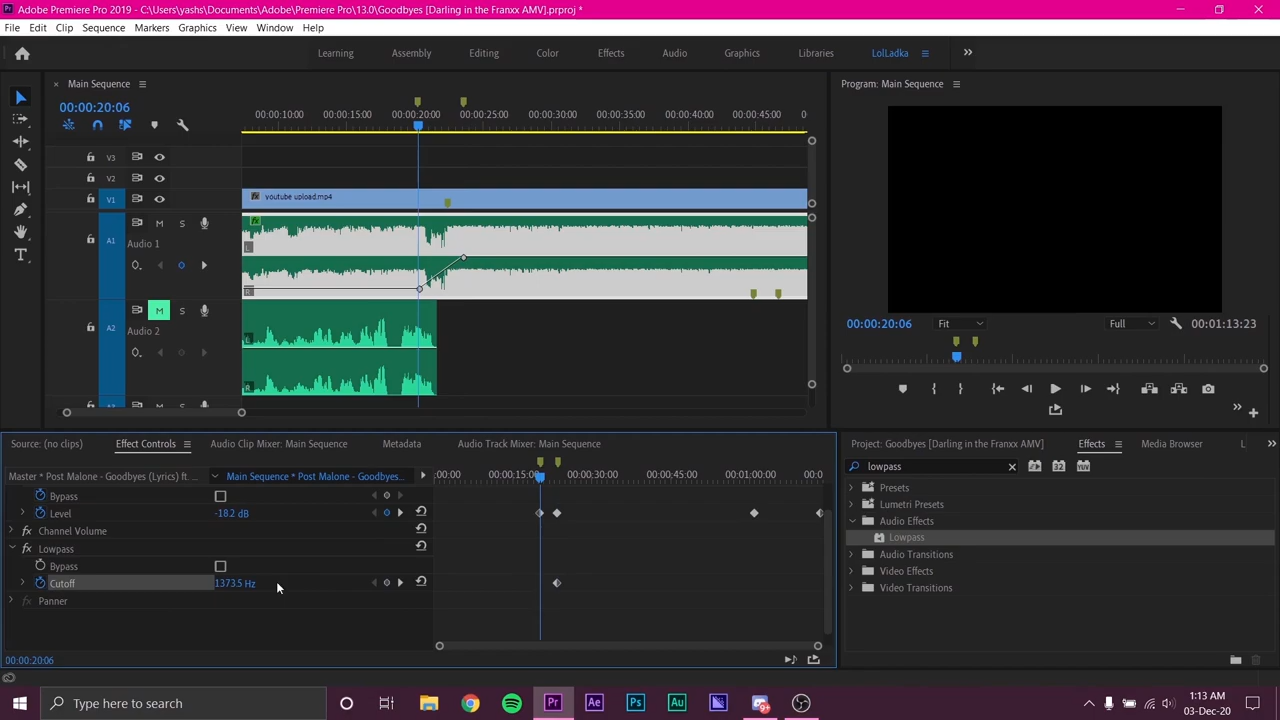 Adobe Premiere Pro 2019 - C:\Users\yashs\Documents\Adobe\Premiere Pro\13.0\Goodbyes [Darling in the Franxx AMV].prproj *
File Edit Clip Sequence Markers Graphics View Window Help
Learning Assembly Editing Color Effects Audio Graphics Libraries LolLadka
Main Sequence
Program: Main Sequence
00:00:20:06
00:00:10:00 00:00:15:00 00:00:20:00 00:00:25:00 00:00:30:00 00:00:35:00 00:00:40:00 00:00:45:00 0
V3
V2
V1 youtube upload.mp4
A1 M S
Audio 1
L
R
A2 M S
Audio 2
L
R
00:00:20:06 Fit Full 00:01:13:23
Source: (no clips) Effect Controls Audio Clip Mixer: Main Sequence Metadata Audio Track Mixer: Main Sequence
Project: Goodbyes [Darling in the Franxx AMV] Effects Media Browser L
Master * Post Malone - Goodbyes (Lyrics) ft. ... Main Sequence * Post Malone - Goodbyes...
:00:00 00:00:15:00 00:00:30:00 00:00:45:00 00:01:00:00 00:0
lowpass
Bypass
Level -18.2 dB
Channel Volume
Lowpass
Bypass
Cutoff 1373.5 Hz
Panner
00:00:20:06
Presets
Lumetri Presets
Audio Effects
Lowpass
Audio Transitions
Video Effects
Video Transitions
Type here to search
Pr Ae Ps Au
1:13 AM
03-Dec-20